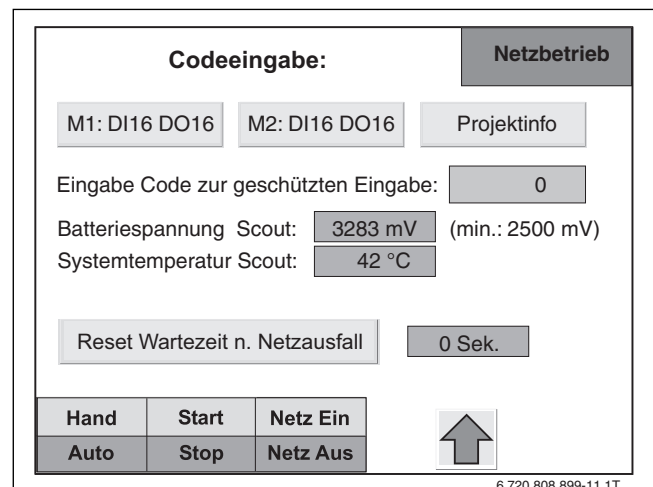 Codeeingabe:
Netzbetrieb
M1: DI16 DO16 M2: DI16 DO16 Projektinfo
Eingabe Code zur geschützten Eingabe: 0
Batteriespannung Scout: 3283 mV (min.: 2500 mV)
Systemtemperatur Scout: 42 °C
Reset Wartezeit n. Netzausfall 0 Sek.
Hand Start Netz Ein
Auto Stop Netz Aus
6 720 808 899-11.1T